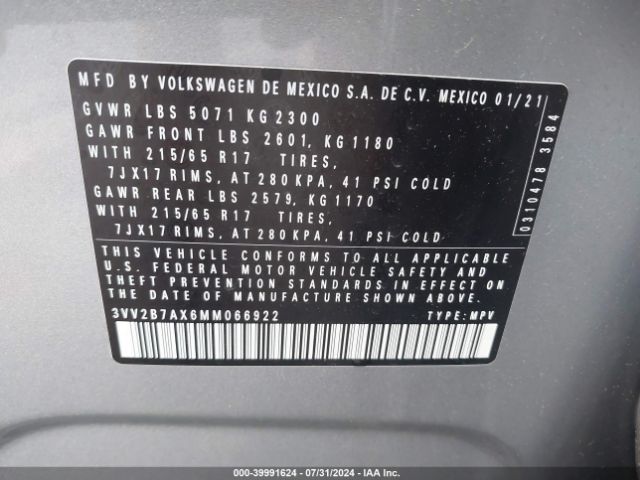 MFD BY VOLKSWAGEN DE MEXICO S.A. DE C.V. MEXICO 01/21
GVWR LBS 5071 KG 2300
GAWR FRONT LBS 2601, KG 1180
WITH 215/65 R17 TIRES,
7JX17 RIMS, AT 280 KPA, 41 PSI COLD
GAWR REAR LBS 2579, KG 1170
WITH 215/65 R17 TIRES,
7JX17 RIMS, AT 280 KPA, 41 PSI COLD
THIS VEHICLE CONFORMS TO ALL APPLICABLE
U.S. FEDERAL MOTOR VEHICLE SAFETY AND
THEFT PREVENTION STANDARDS IN EFFECT ON
THE DATE OF MANUFACTURE SHOWN ABOVE.
3VV2B7AX6MM066922 TYPE: MPV
0310478 3584
000-39991624 | 07/31/2024 | IAAI.com